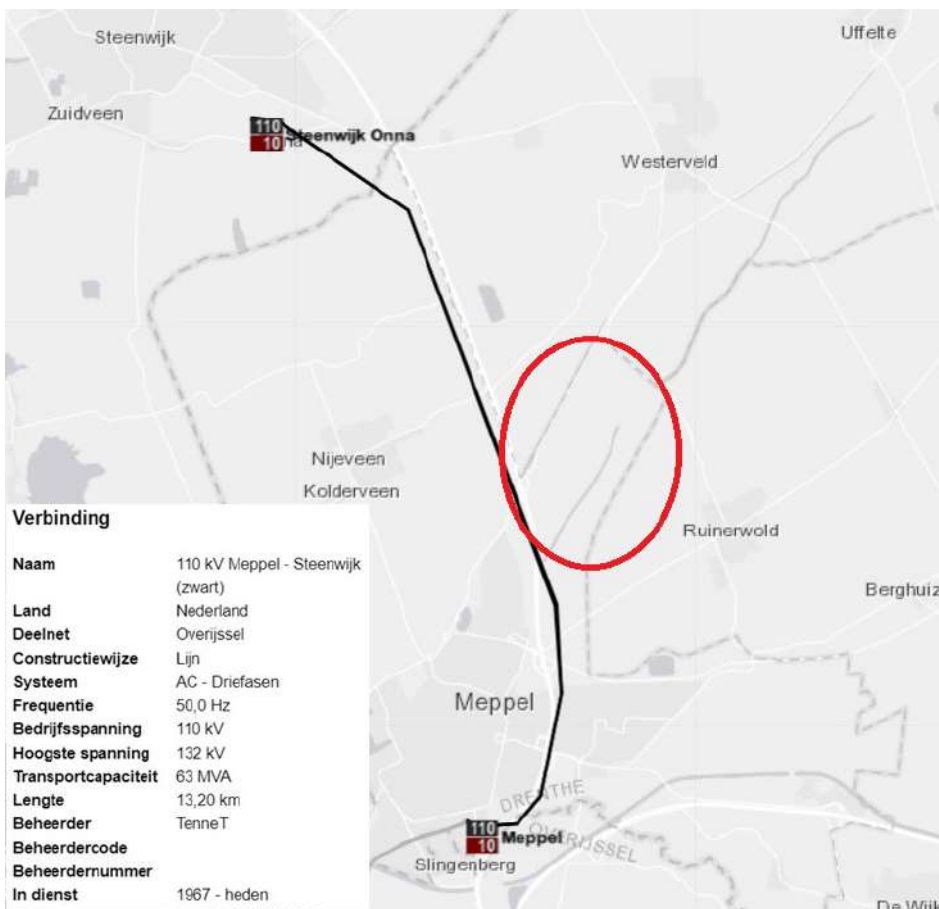 Steenwijk
Uffelte
Zuidveen
110 Steenwijk Onna
10
Westerveld
Nijeveen
Kolderveen
Ruinerwold
Berghuiz
Meppel
DRENTHE
OVERIJSSEL
110 Meppel
10
Slingenberg
De Wijk
Verbinding
Naam 110 kV Meppel - Steenwijk
(zwart)
Land Nederland
Deelnet Overijssel
Constructiewijze Lijn
Systeem AC - Driefasen
Frequentie 50,0 Hz
Bedrijfsspanning 110 kV
Hoogste spanning 132 kV
Transportcapaciteit 63 MVA
Lengte 13,20 km
Beheerder TenneT
Beheerdercode
Beheerdernummer
In dienst 1967 - heden